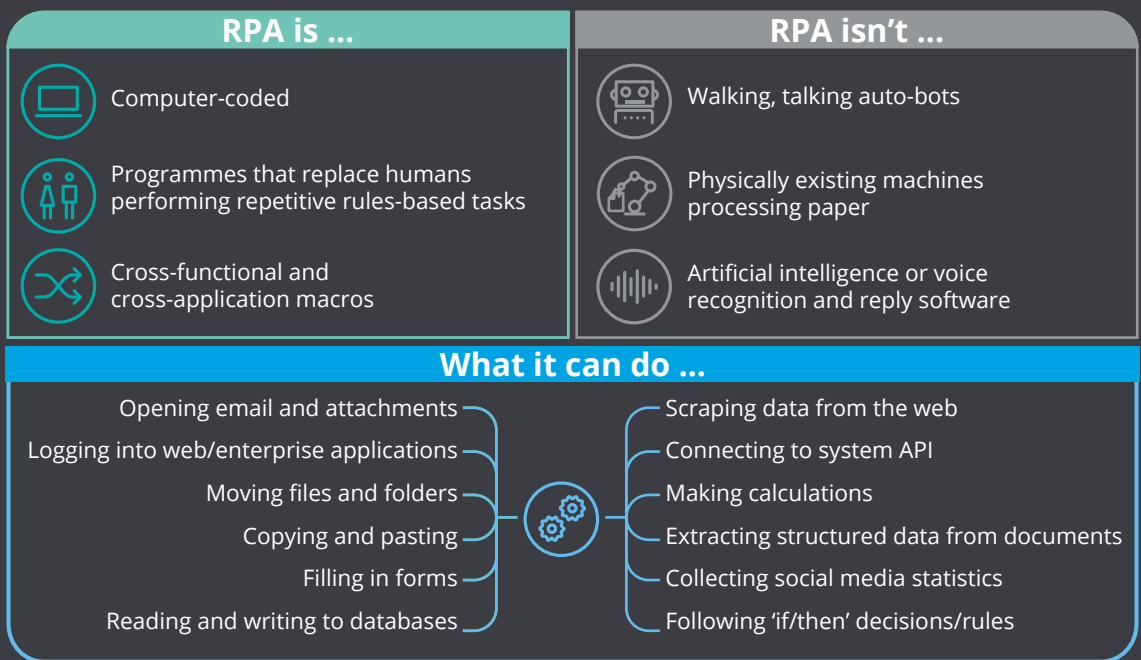 RPA is ...
Computer-coded
Programmes that replace humans
performing repetitive rules-based tasks
Cross-functional and
cross-application macros
RPA isn't ...
Walking, talking auto-bots
Physically existing machines
processing paper
Artificial intelligence or voice
recognition and reply software
What it can do ...
Opening email and attachments
Logging into web/enterprise applications
Moving files and folders
Copying and pasting
Filling in forms
Reading and writing to databases
Scraping data from the web
Connecting to system API
Making calculations
Extracting structured data from documents
Collecting social media statistics
Following ‘if/then’ decisions/rules